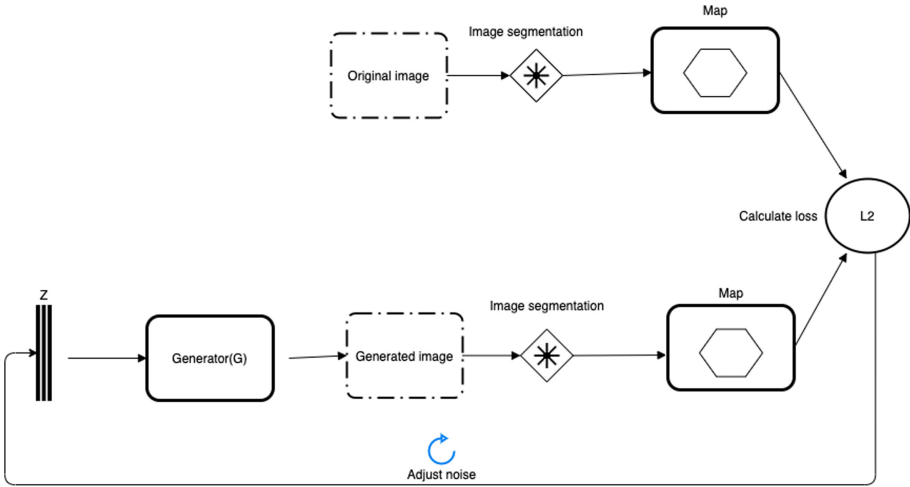 Map
Image segmentation
Original image
Calculate loss
L2
Z
Image segmentation
Map
Generator(G)
Generated image
Adjust noise